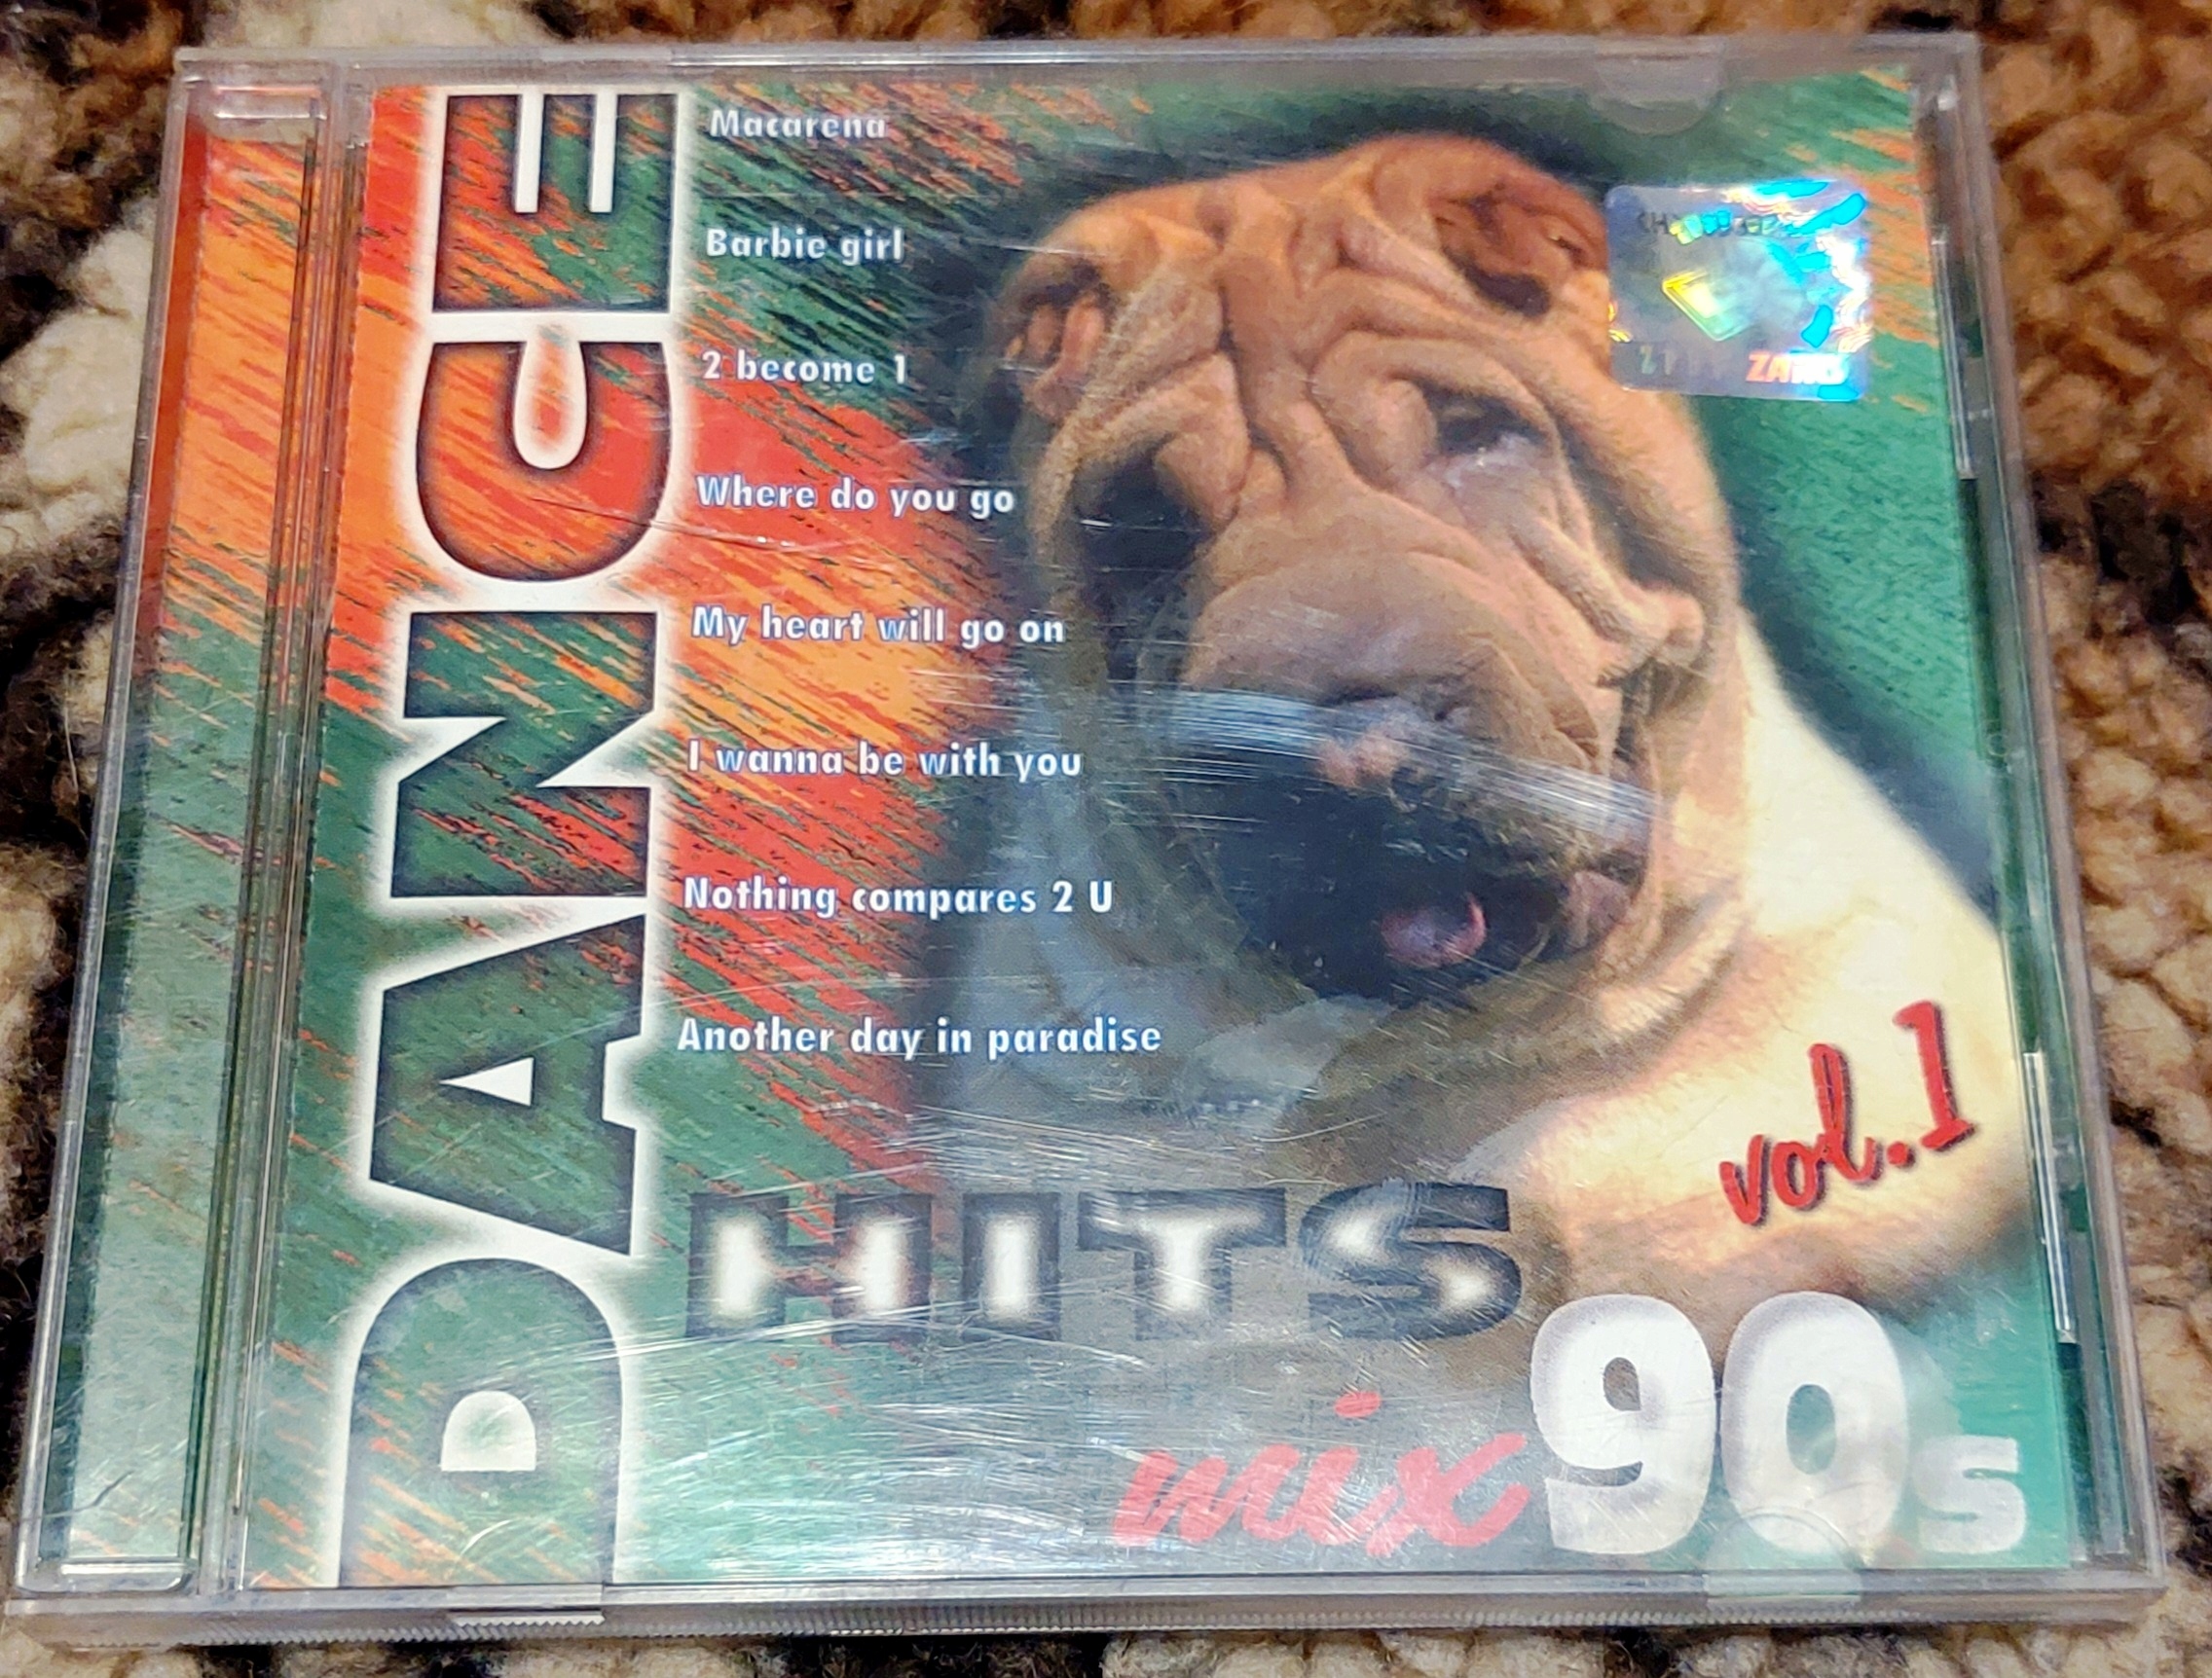 DANCE
Macarena
Barbie girl
2 become 1
Where do you go
My heart will go on
I wanna be with you
Nothing compares 2 U
Another day in paradise
vol.1
HITS
mix 90s